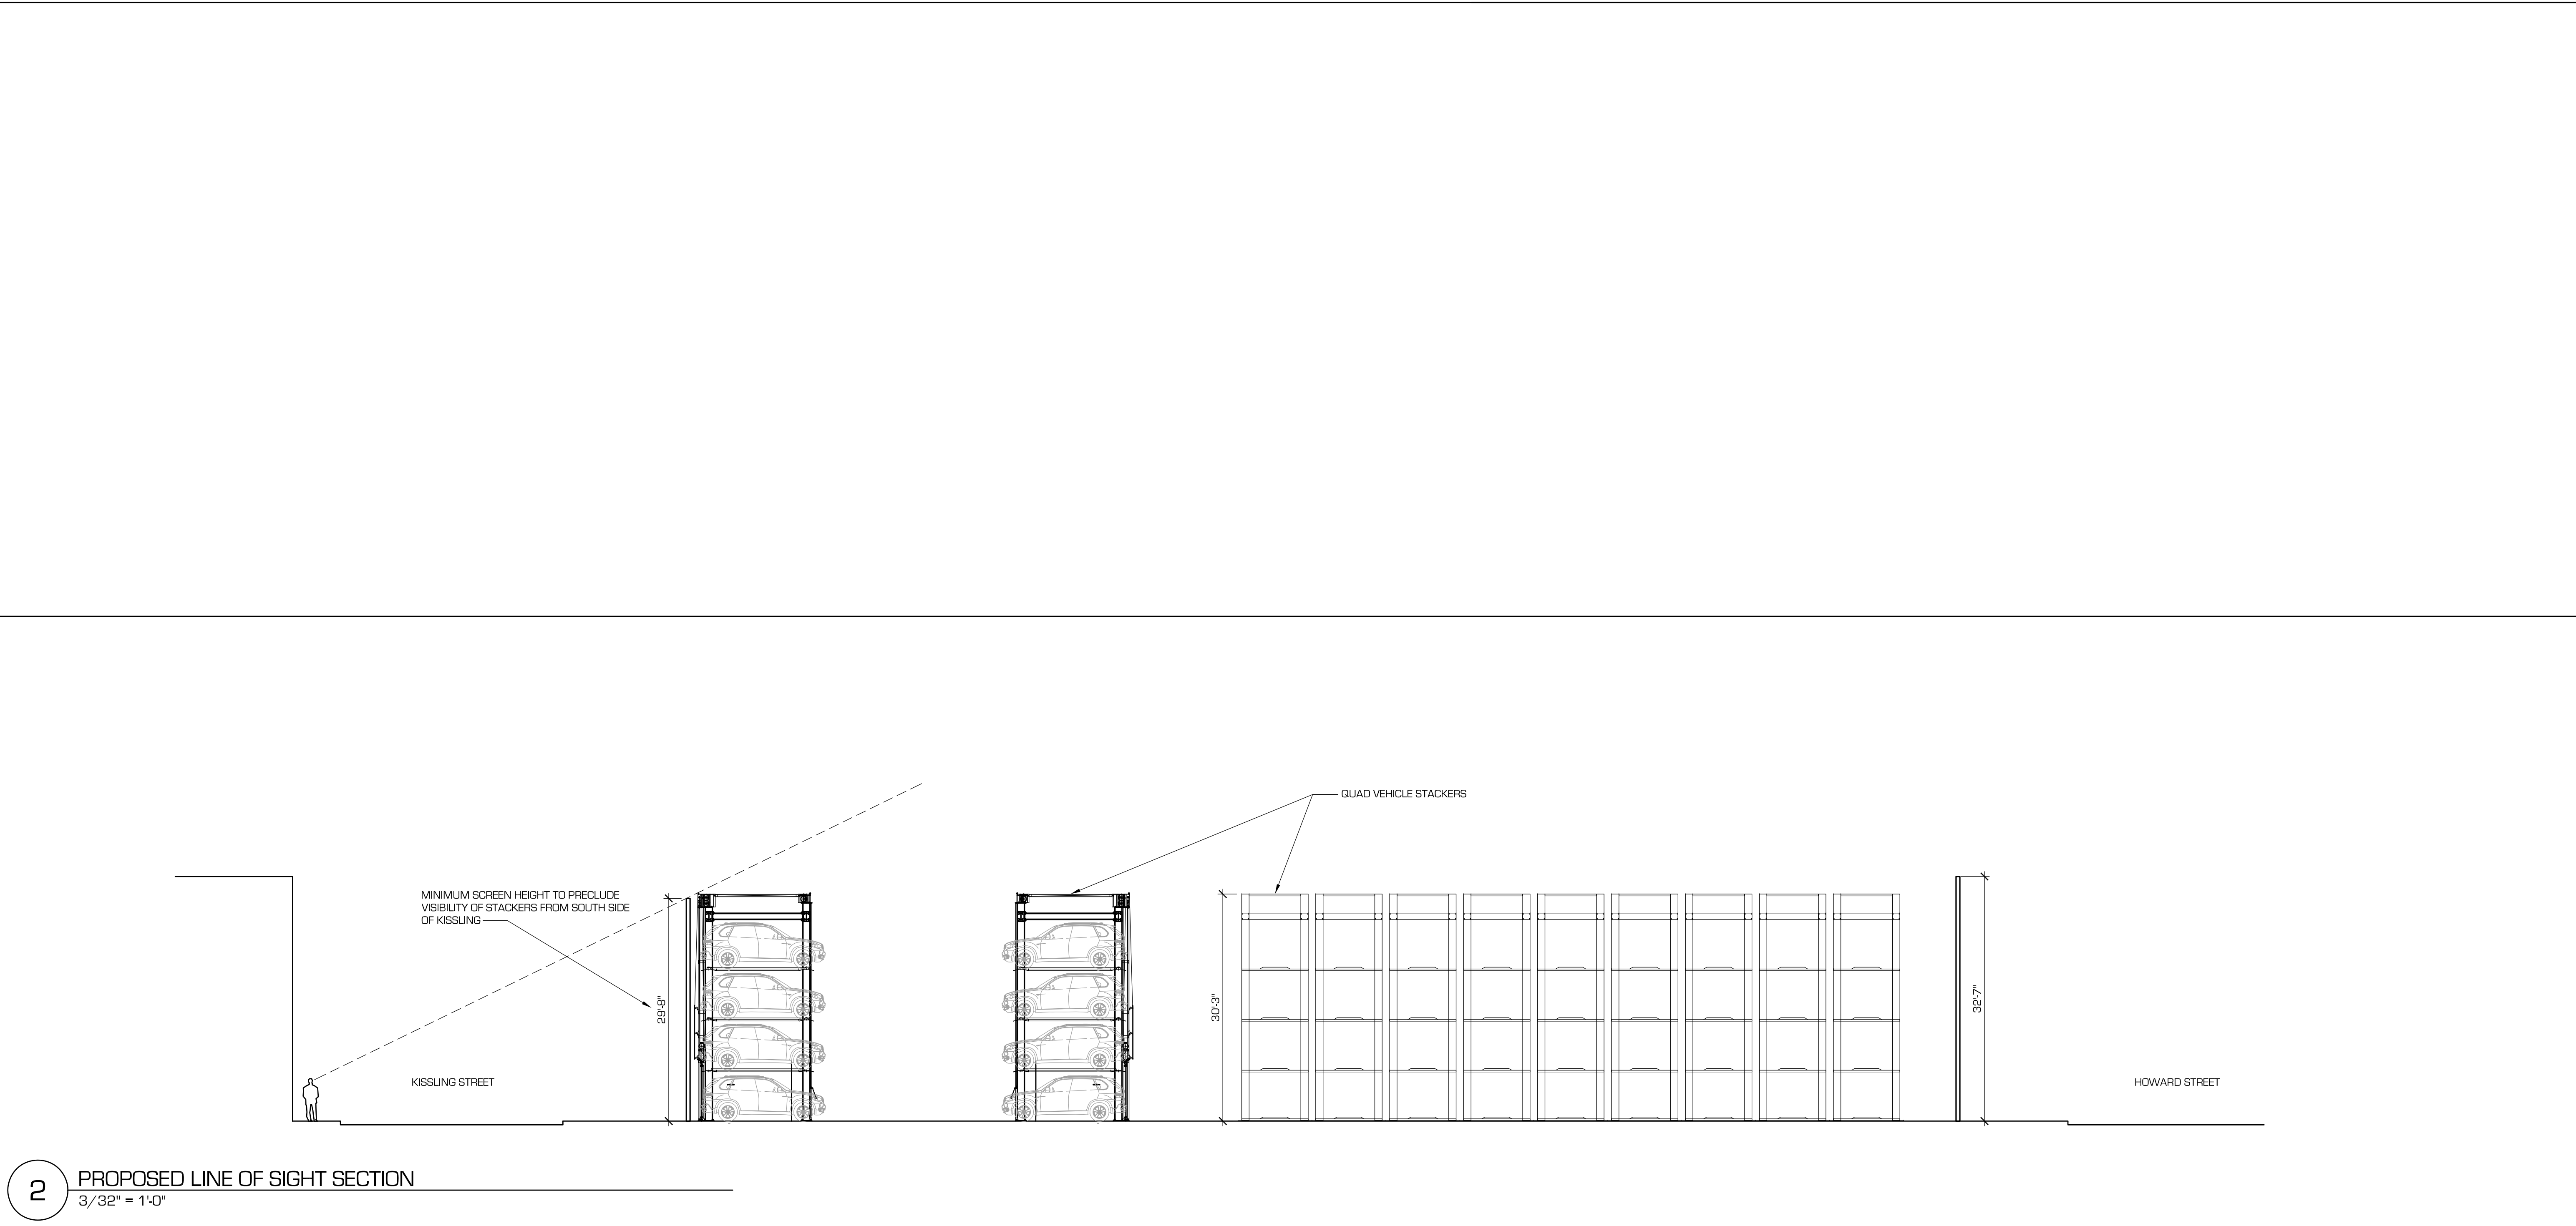 QUAD VEHICLE STACKERS
MINIMUM SCREEN HEIGHT TO PRECLUDE
VISIBILITY OF STACKERS FROM SOUTH SIDE
OF KISSLING
29'-8"
30'-3"
32'-7"
KISSLING STREET
HOWARD STREET
2
PROPOSED LINE OF SIGHT SECTION
3/32" = 1'-0"